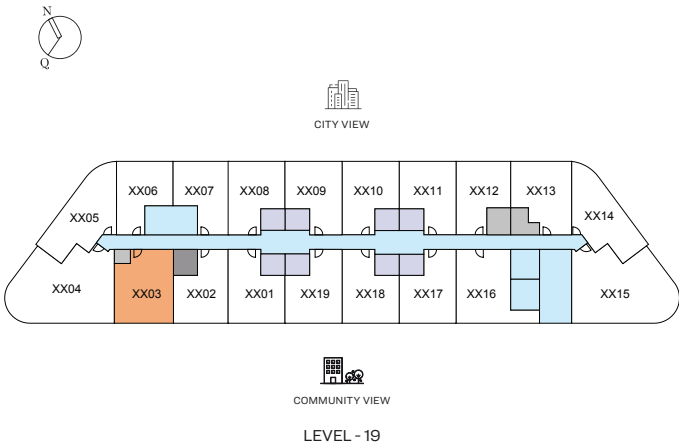 N
Q
CITY VIEW
XX06 XX07 XX08 XX09 XX10 XX11 XX12 XX13
XX05 XX14
XX04 XX03 XX02 XX01 XX19 XX18 XX17 XX16 XX15
COMMUNITY VIEW
LEVEL - 19